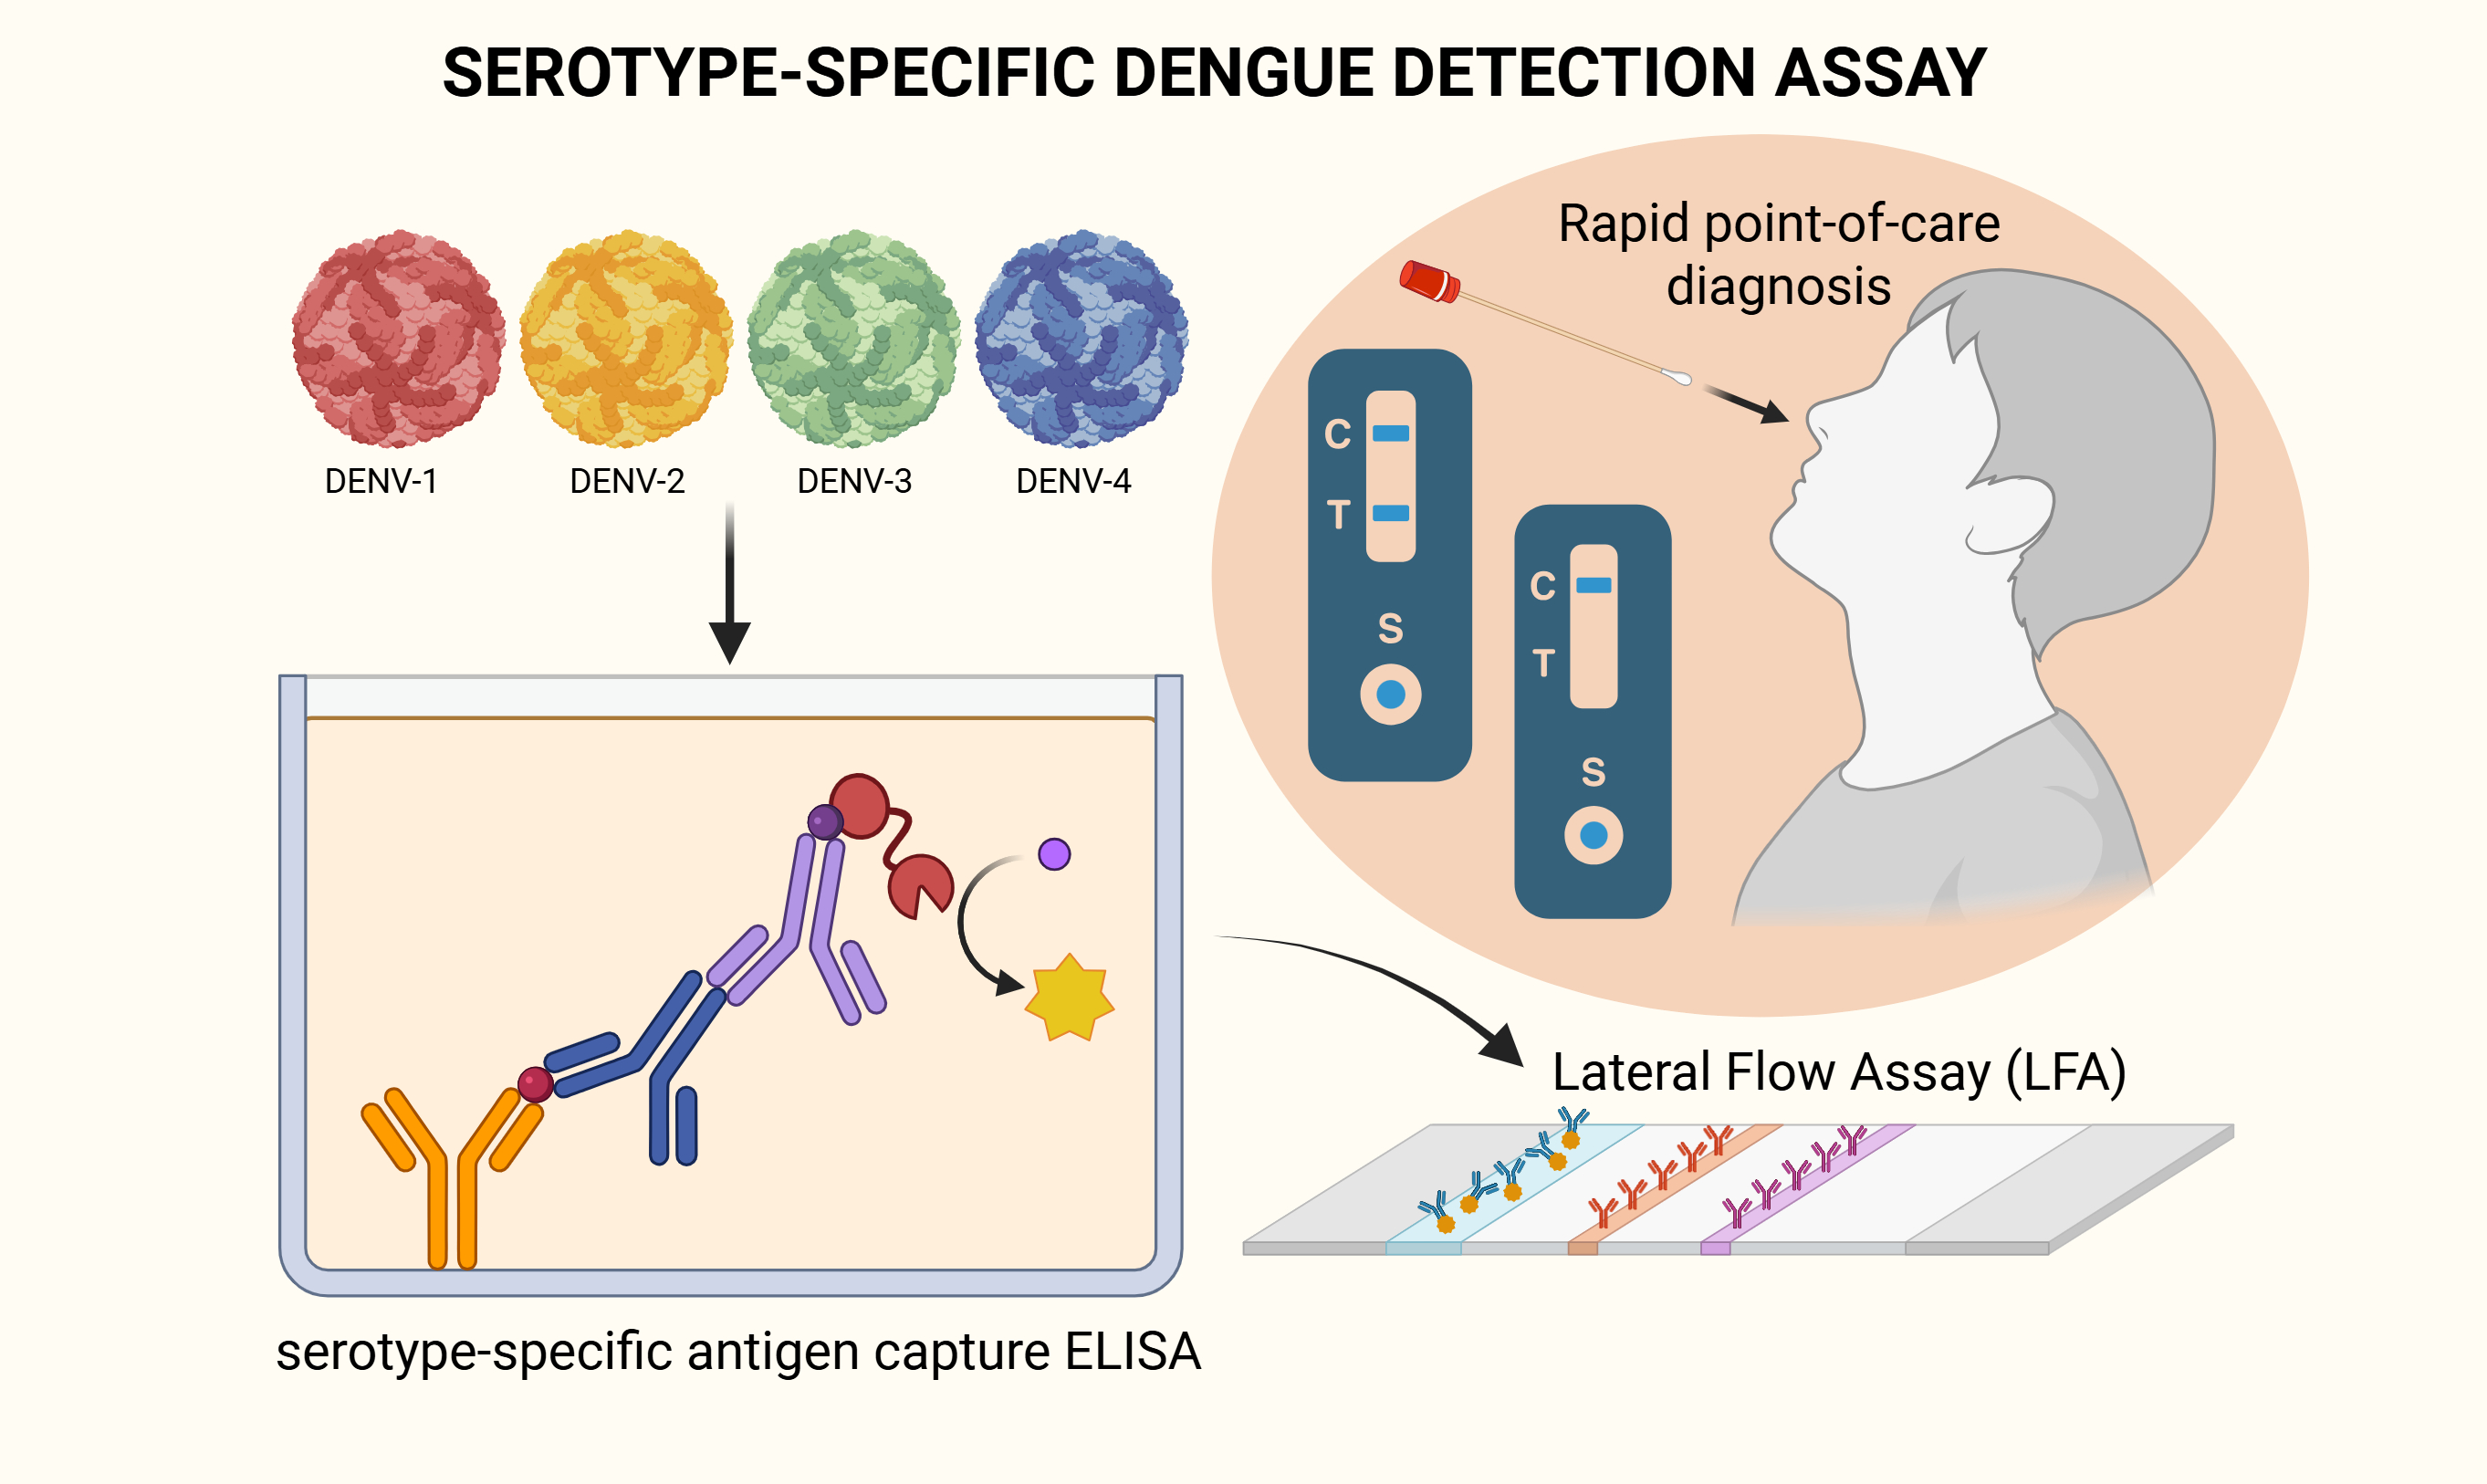 SEROTYPE-SPECIFIC DENGUE DETECTION ASSAY
DENV-1
DENV-2
DENV-3
DENV-4
serotype-specific antigen capture ELISA
Rapid point-of-care
diagnosis
C
T
S
C
T
S
Lateral Flow Assay (LFA)